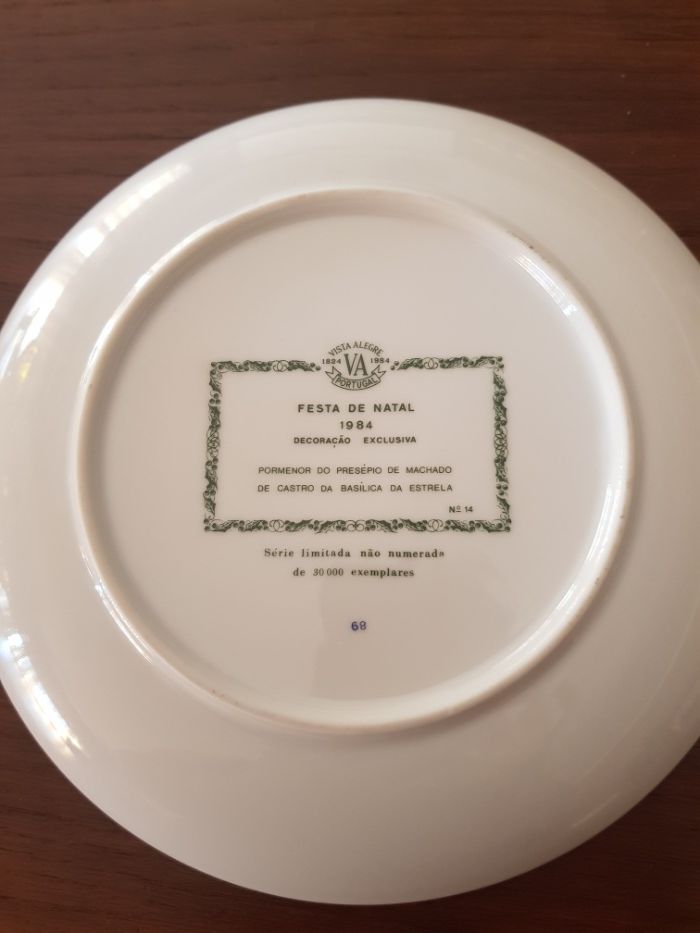 VISTA ALEGRE
1824 VA 1984
PORTUGAL
FESTA DE NATAL
1984
DECORAÇÃO EXCLUSIVA
PORMENOR DO PRESÉPIO DE MACHADO
DE CASTRO DA BASÍLICA DA ESTRELA
Nº 14
Série limitada não numerada
de 30 000 exemplares
68